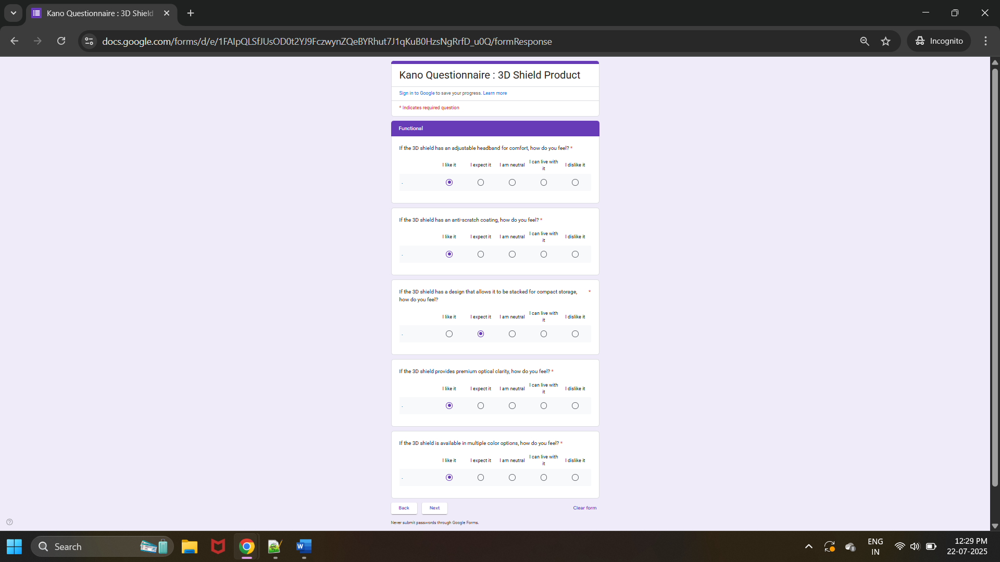 Kano Questionnaire : 3D Shield
docs.google.com/forms/d/e/1FAIpQLSfJUsOD0t2YJ9FczwynZQeBYRhut7J1qKuB0HzsNgRrfD_u0Q/formResponse
Incognito
Kano Questionnaire : 3D Shield Product
Sign in to Google to save your progress. Learn more
* Indicates required question
Functional
If the 3D shield has an adjustable headband for comfort, how do you feel? *
I like it I expect it I am neutral I can live with it I dislike it
.
If the 3D shield has an anti-scratch coating, how do you feel? *
I like it I expect it I am neutral I can live with it I dislike it
.
If the 3D shield has a design that allows it to be stacked for compact storage, *
how do you feel?
I like it I expect it I am neutral I can live with it I dislike it
.
If the 3D shield provides premium optical clarity, how do you feel? *
I like it I expect it I am neutral I can live with it I dislike it
.
If the 3D shield is available in multiple color options, how do you feel? *
I like it I expect it I am neutral I can live with it I dislike it
.
Back Next Clear form
Never submit passwords through Google Forms.
Search
W
ENG
IN
12:29 PM
22-07-2025